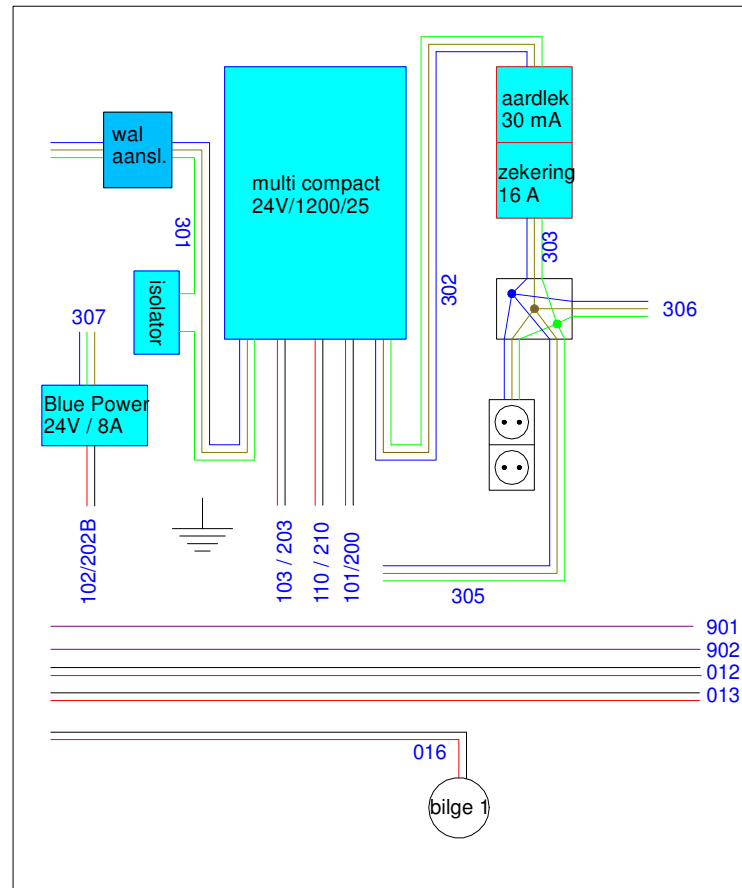 aardlek
30 mA
wal
aansl.
multi compact
24V/1200/25
zekering
16 A
301
303
302
isolator
307
306
Blue Power
24V / 8A
102/202B
103 / 203
110 / 210
101/200
305
901
902
012
013
016
bilge 1